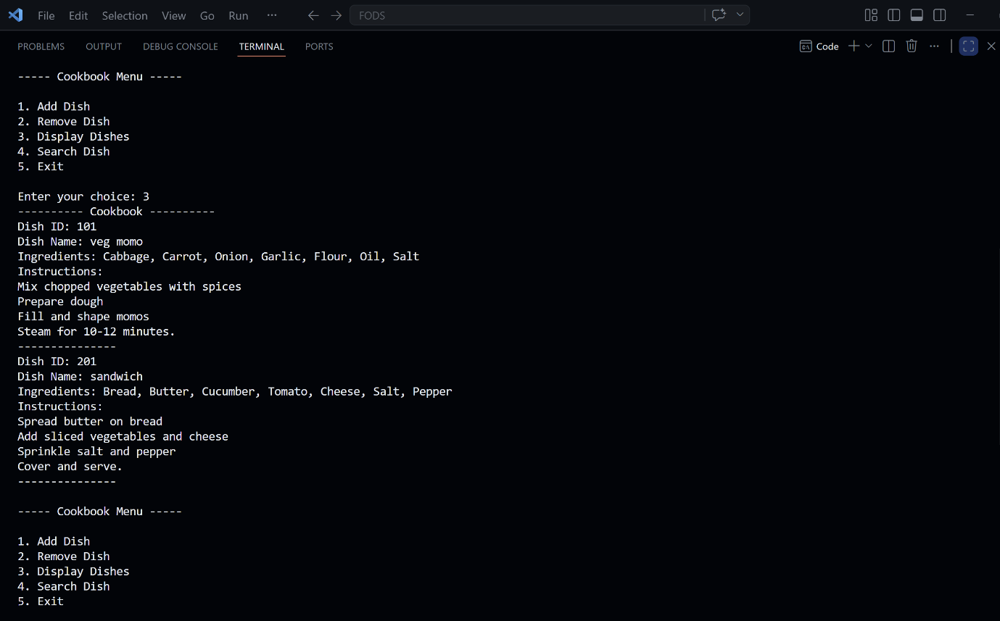 File Edit Selection View Go Run ... FODS
PROBLEMS OUTPUT DEBUG CONSOLE TERMINAL PORTS Code
----- Cookbook Menu -----
1. Add Dish
2. Remove Dish
3. Display Dishes
4. Search Dish
5. Exit
Enter your choice: 3
---------- Cookbook ----------
Dish ID: 101
Dish Name: veg momo
Ingredients: Cabbage, Carrot, Onion, Garlic, Flour, Oil, Salt
Instructions:
Mix chopped vegetables with spices
Prepare dough
Fill and shape momos
Steam for 10-12 minutes.
---------------
Dish ID: 201
Dish Name: sandwich
Ingredients: Bread, Butter, Cucumber, Tomato, Cheese, Salt, Pepper
Instructions:
Spread butter on bread
Add sliced vegetables and cheese
Sprinkle salt and pepper
Cover and serve.
---------------
----- Cookbook Menu -----
1. Add Dish
2. Remove Dish
3. Display Dishes
4. Search Dish
5. Exit